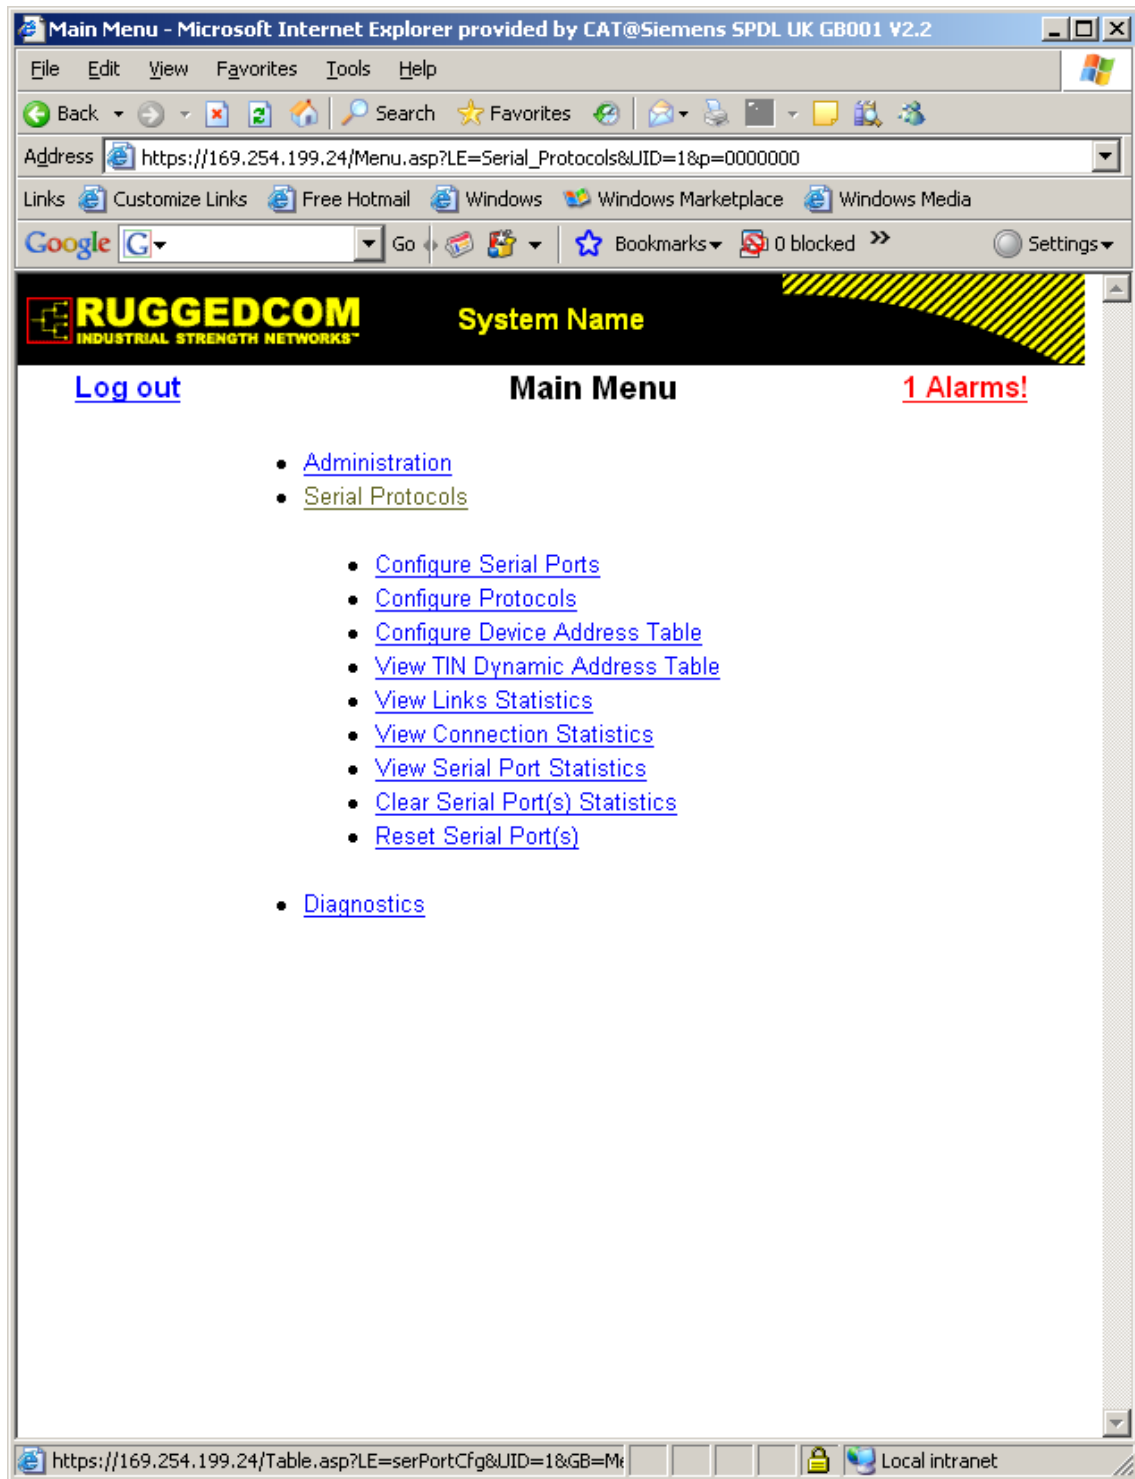 Main Menu - Microsoft Internet Explorer provided by CAT@Siemens SPDL UK GB001 V2.2
File Edit View Favorites Tools Help
Back Search Favorites
Address https://169.254.199.24/Menu.asp?LE=Serial_Protocols&UID=1&p=0000000
Links Customize Links Free Hotmail Windows Windows Marketplace Windows Media
Google G Go Bookmarks 0 blocked » Settings
RUGGEDCOM
INDUSTRIAL STRENGTH NETWORKS™
System Name
Log out Main Menu 1 Alarms!
• Administration
• Serial Protocols
• Configure Serial Ports
• Configure Protocols
• Configure Device Address Table
• View TIN Dynamic Address Table
• View Links Statistics
• View Connection Statistics
• View Serial Port Statistics
• Clear Serial Port(s) Statistics
• Reset Serial Port(s)
• Diagnostics
https://169.254.199.24/Table.asp?LE=serPortCfg&UID=1&GB=Me Local intranet